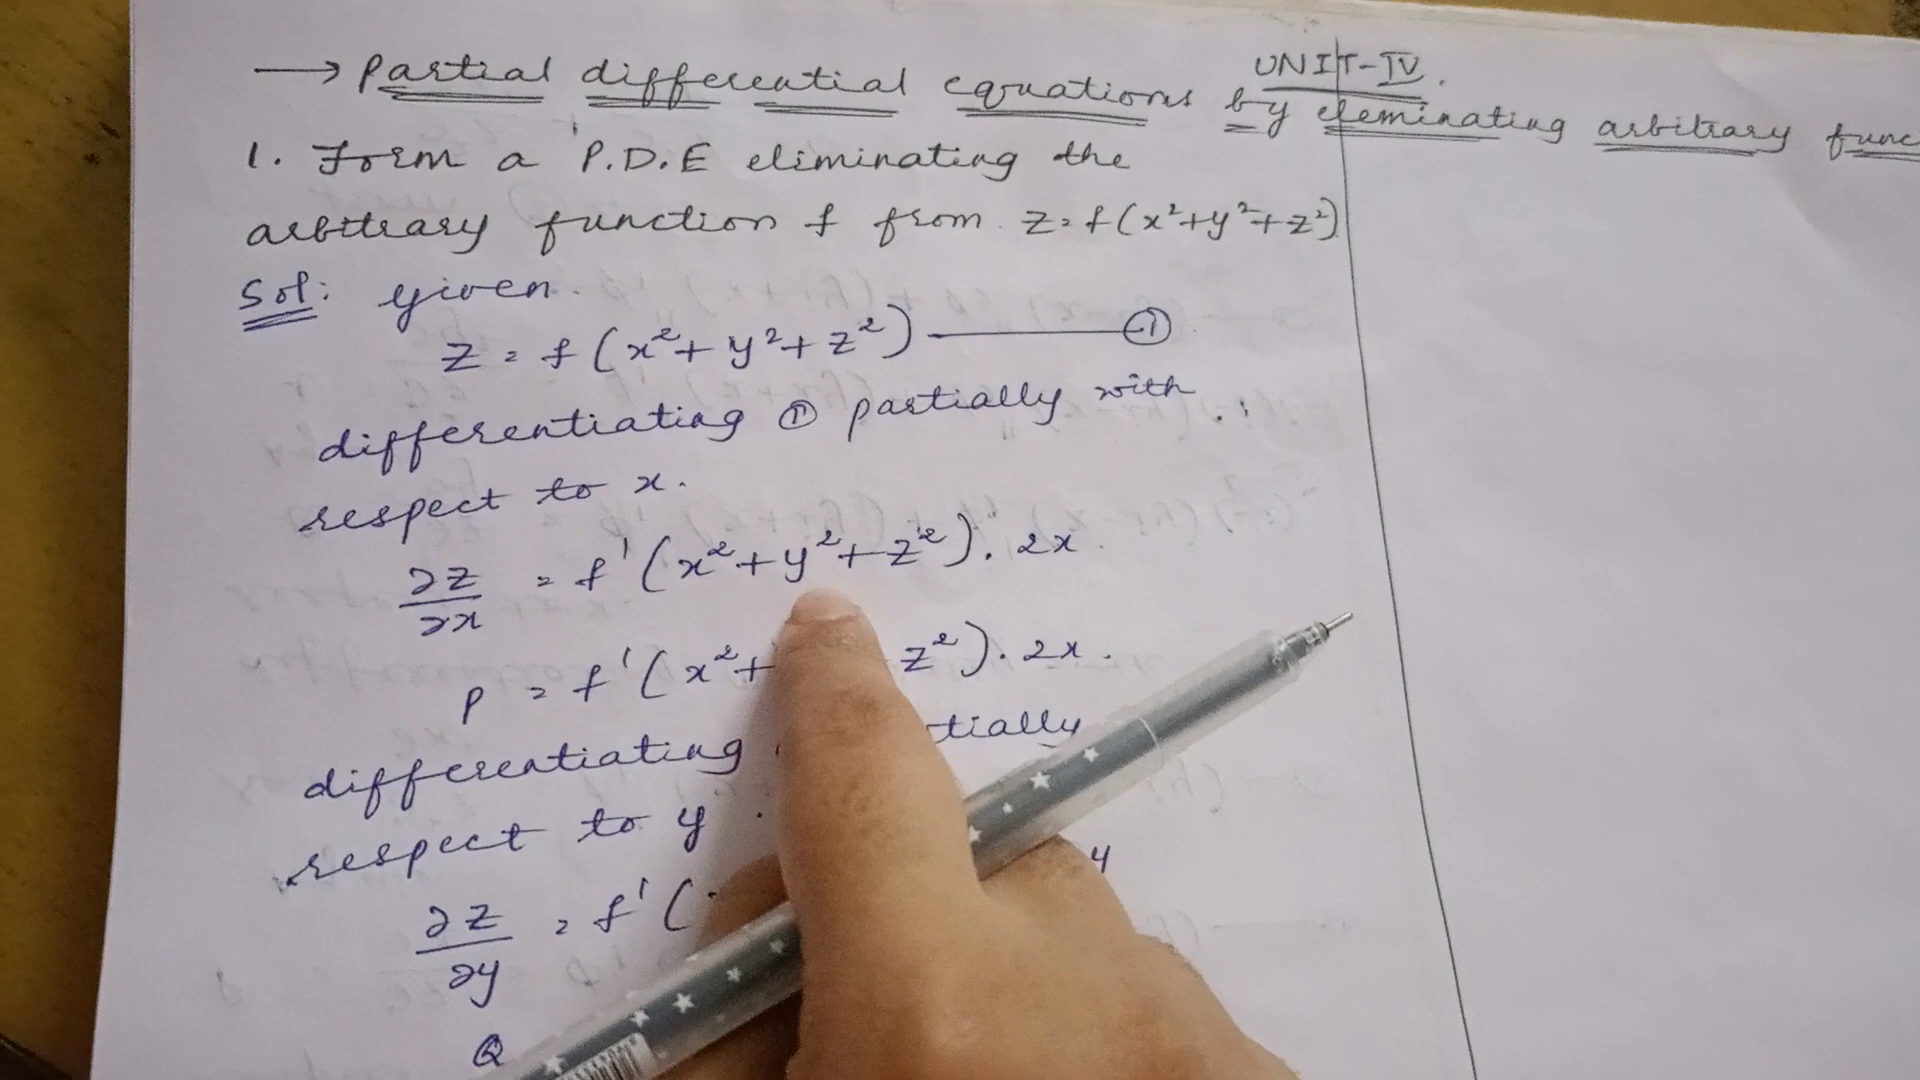 UNIT-IV.
→ Partial differential equations by eleminating arbitrary func
1. Form a P.D.E eliminating the
arbitrary function f from z=f(x²+y²+z²)
Sol: given.
z = f(x²+y²+z²) ——— ①
differentiating ① partially with
respect to x.
∂z/∂x = f'(x²+y²+z²). 2x
p = f'(x²+ z²). 2x.
differentiating tially
respect to y.
∂z/∂y = f'( y
Q